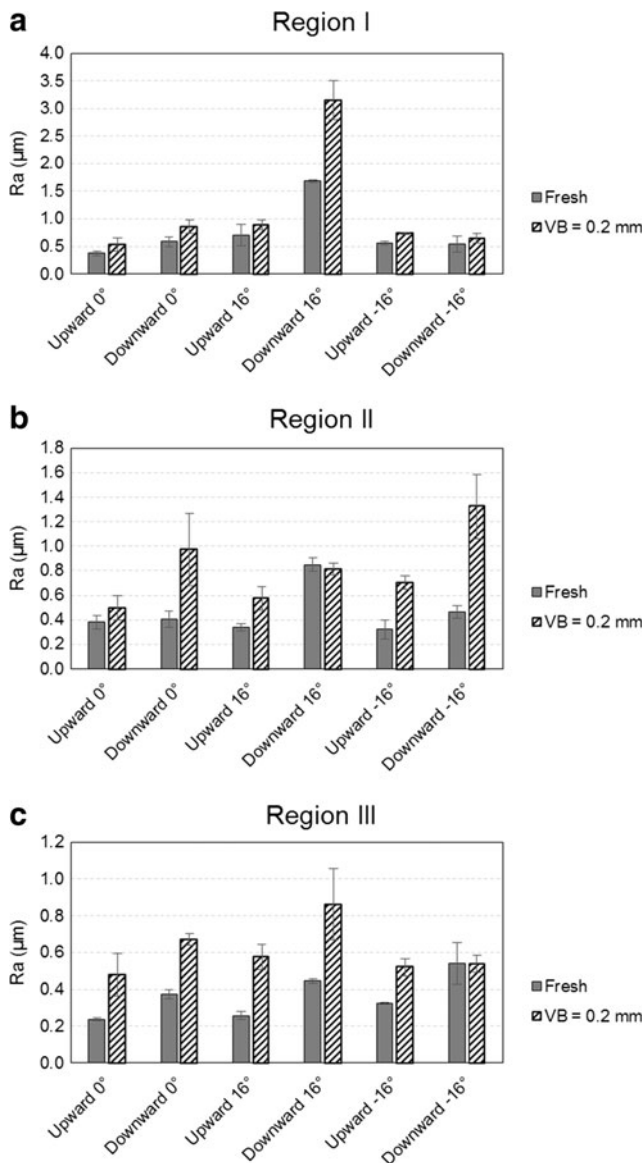 a
Region I
Ra (µm)
4.0
3.5
3.0
2.5
2.0
1.5
1.0
0.5
0.0
Upward 0°
Downward 0°
Upward 16°
Downward 16°
Upward -16°
Downward -16°
Fresh
VB = 0.2 mm
b
Region II
Ra (µm)
1.8
1.6
1.4
1.2
1.0
0.8
0.6
0.4
0.2
0.0
Upward 0°
Downward 0°
Upward 16°
Downward 16°
Upward -16°
Downward -16°
Fresh
VB = 0.2 mm
c
Region III
Ra (µm)
1.2
1.0
0.8
0.6
0.4
0.2
0.0
Upward 0°
Downward 0°
Upward 16°
Downward 16°
Upward -16°
Downward -16°
Fresh
VB = 0.2 mm